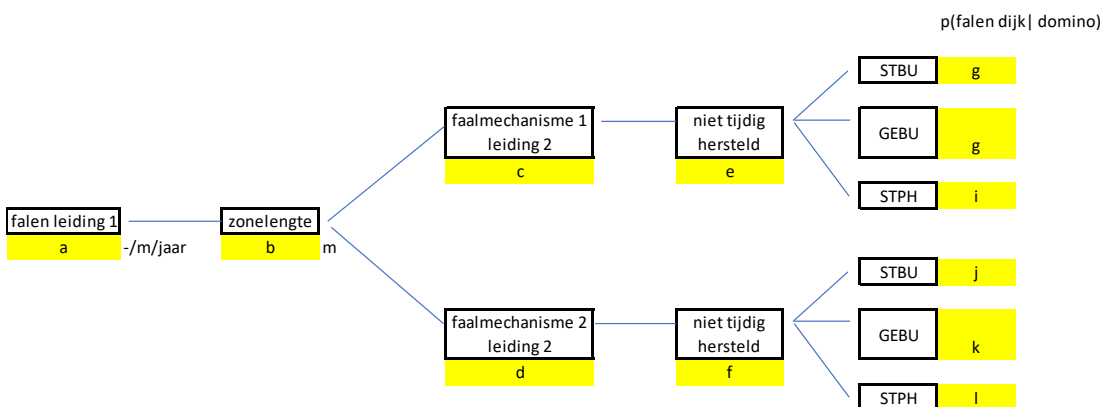 p(falen dijk| domino)
STBU g
faalmechanisme 1
leiding 2
c
niet tijdig
hersteld
e
GEBU g
STPH i
falen leiding 1
a -/m/jaar
zonelengte
b m
STBU j
faalmechanisme 2
leiding 2
d
niet tijdig
hersteld
f
GEBU k
STPH l